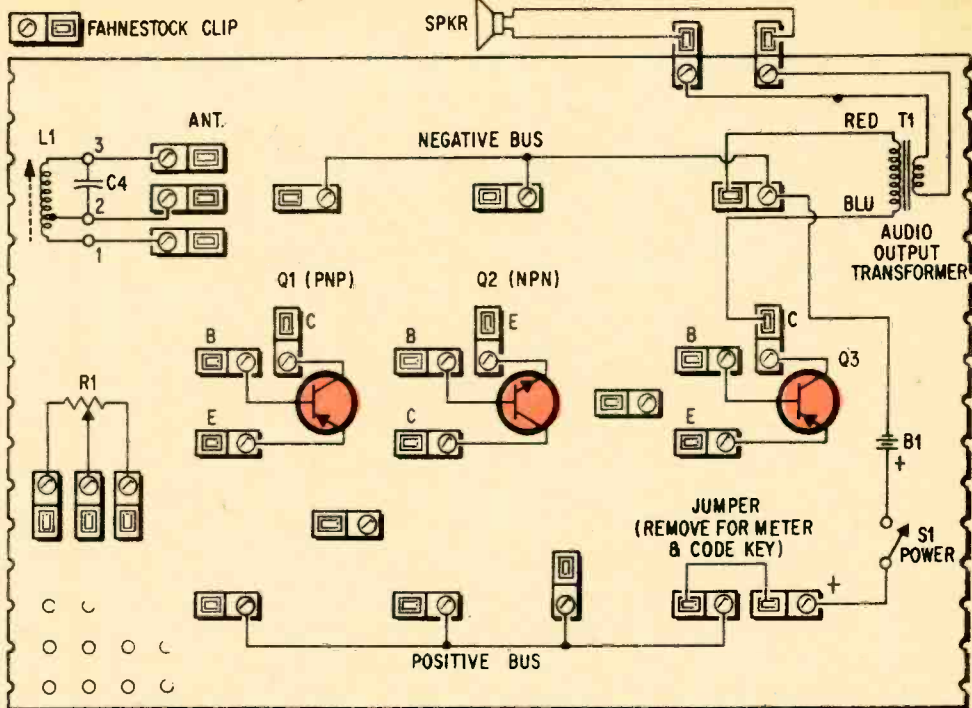 FAHNESTOCK CLIP
SPKR
L1
3
ANT.
C4
2
1
NEGATIVE BUS
RED T1
BLU
AUDIO
OUTPUT
TRANSFORMER
Q1 (PNP)
Q2 (NPN)
C
E
C
B
B
B
Q3
R1
E
C
E
B1
+
JUMPER
(REMOVE FOR METER
& CODE KEY)
S1
POWER
+
POSITIVE BUS